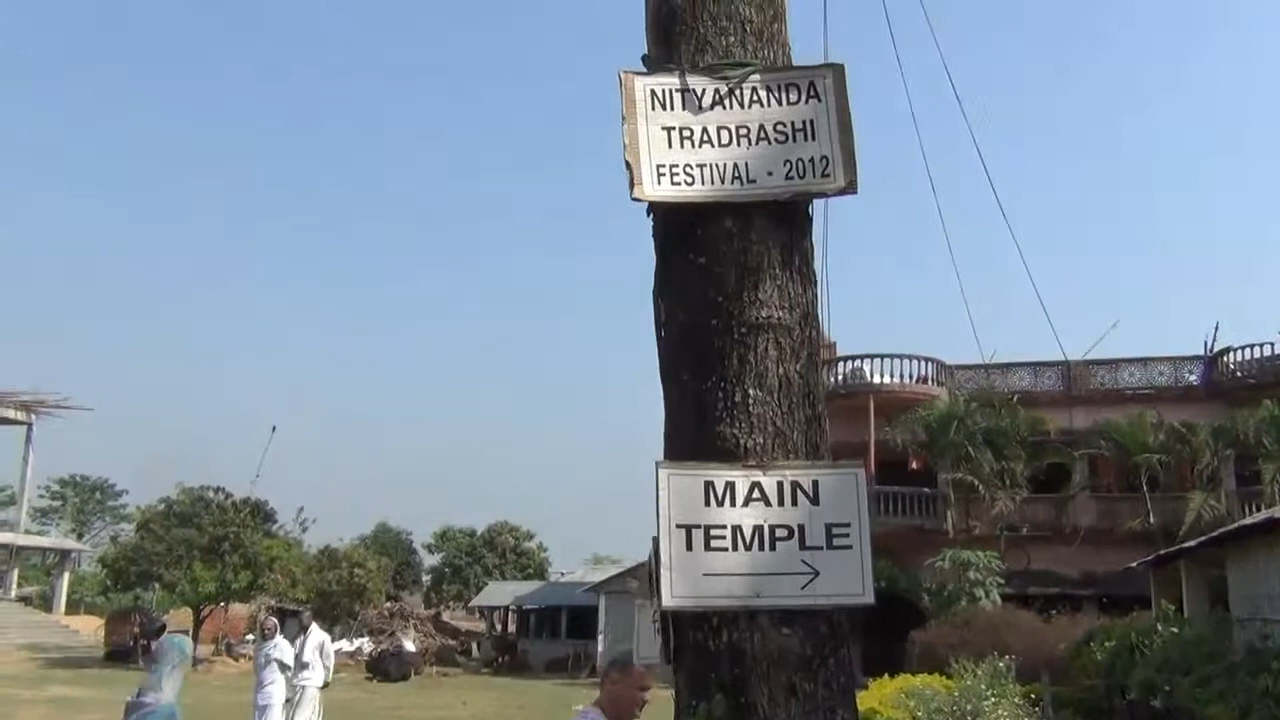 NITYANANDA
TRADRASHI
FESTIVAL - 2012
MAIN
TEMPLE